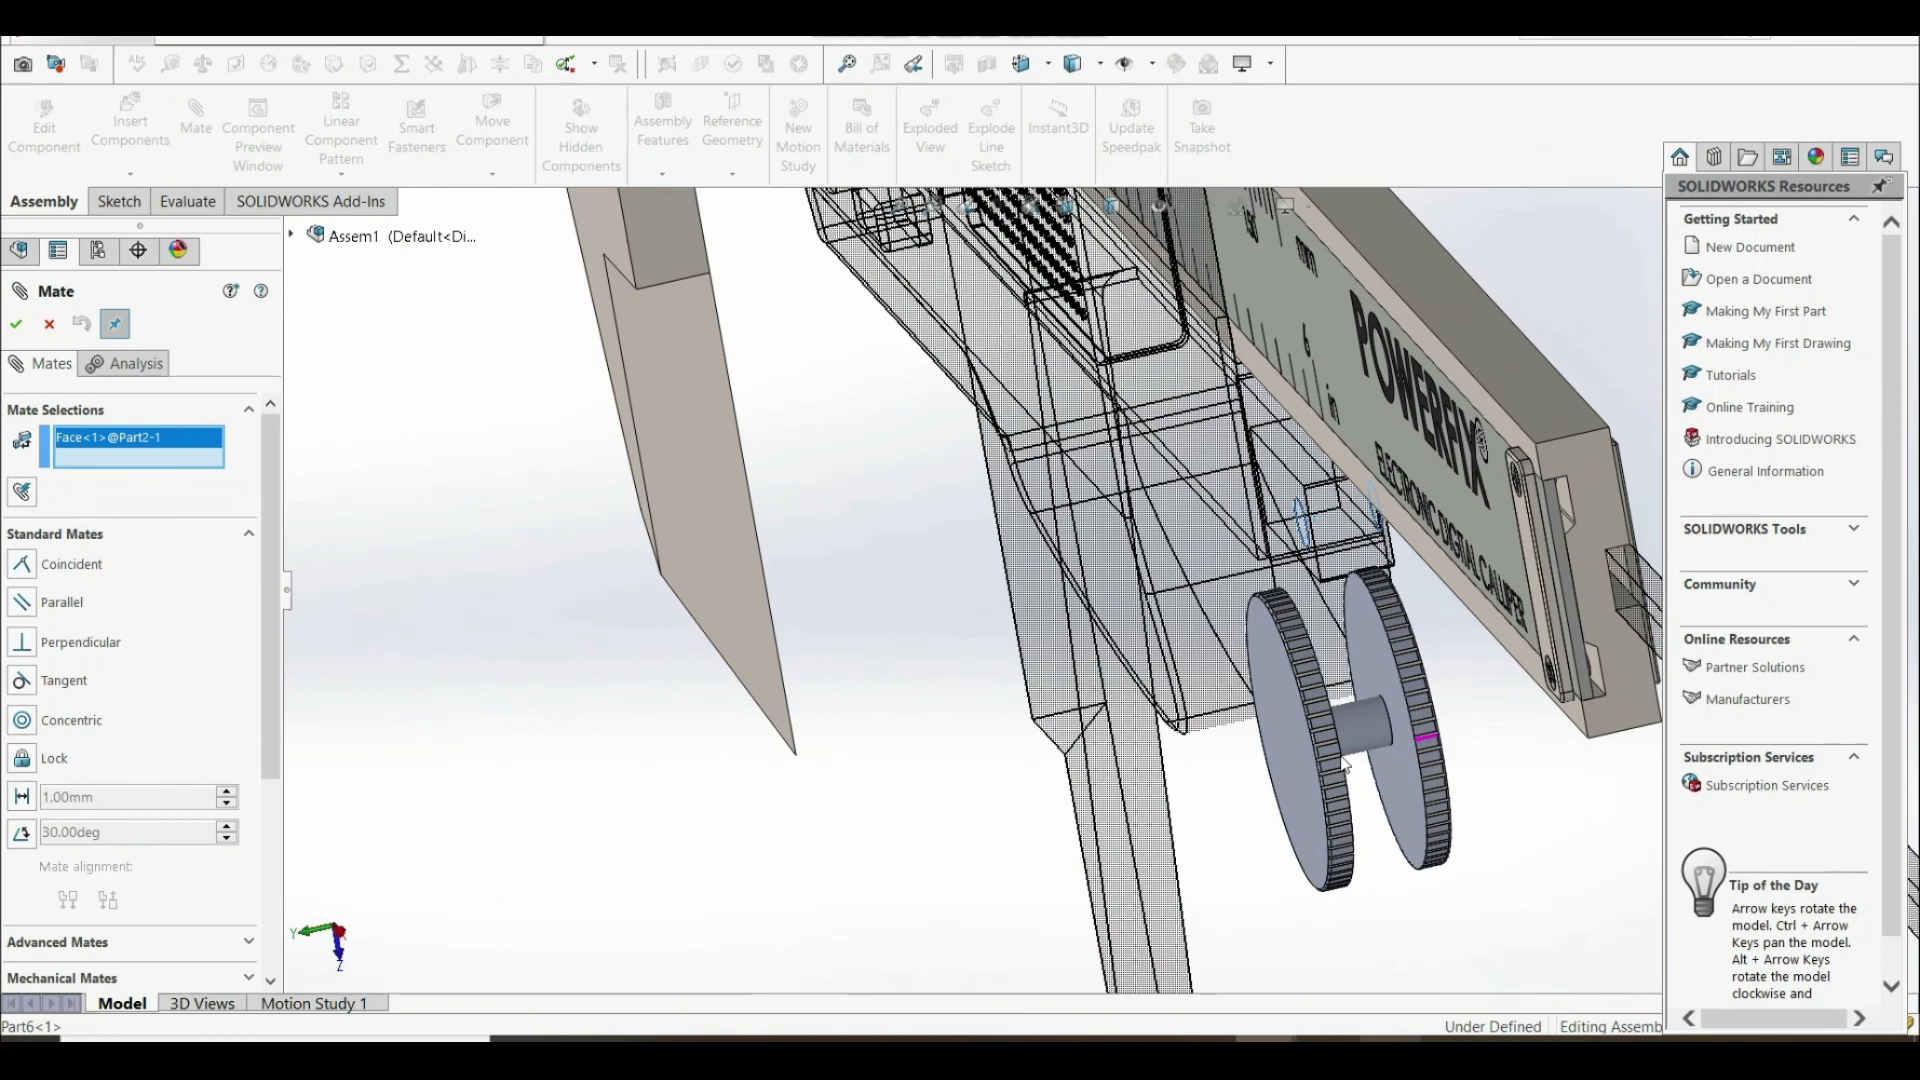 Edit
Component
Insert
Components
Mate
Component
Preview
Window
Linear
Component
Pattern
Smart
Fasteners
Move
Component
Show
Hidden
Components
Assembly
Features
Reference
Geometry
New
Motion
Study
Bill of
Materials
Exploded
View
Explode
Line
Sketch
Instant3D
Update
Speedpak
Take
Snapshot
Assembly
Sketch
Evaluate
SOLIDWORKS Add-Ins
Assem1 (Default<Di...
Mate
Mates
Analysis
Mate Selections
Face<1>@Part2-1
Standard Mates
Coincident
Parallel
Perpendicular
Tangent
Concentric
Lock
1.00mm
30.00deg
Mate alignment:
Advanced Mates
Mechanical Mates
Model
3D Views
Motion Study 1
Part6<1>
Under Defined
Editing Assemb
Y
Z
mm
6
in
POWERFIX
ELECTRONIC DIGITAL CALIPER
SOLIDWORKS Resources
Getting Started
New Document
Open a Document
Making My First Part
Making My First Drawing
Tutorials
Online Training
Introducing SOLIDWORKS
General Information
SOLIDWORKS Tools
Community
Online Resources
Partner Solutions
Manufacturers
Subscription Services
Subscription Services
Tip of the Day
Arrow keys rotate the
model. Ctrl + Arrow
Keys pan the model.
Alt + Arrow Keys
rotate the model
clockwise and